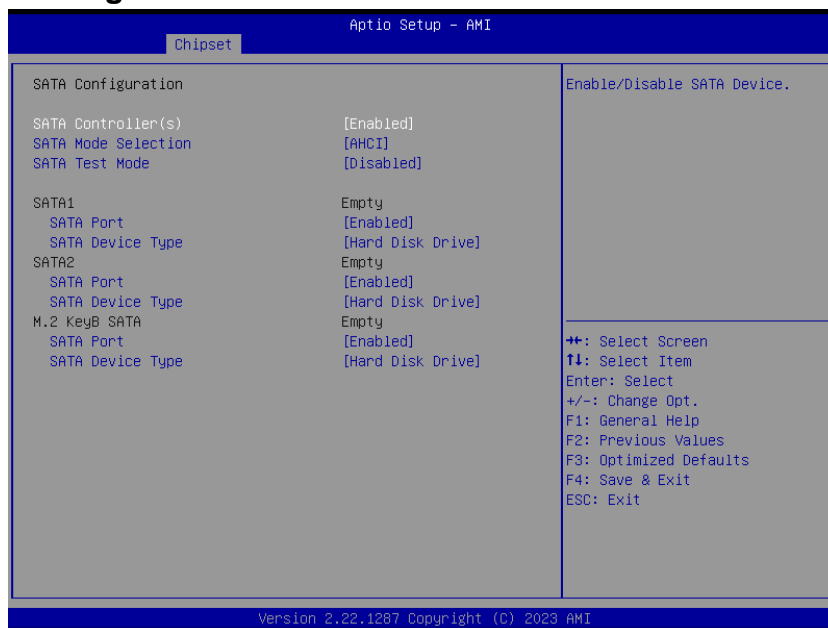 Aptio Setup – AMI
Chipset
SATA Configuration
SATA Controller(s) [Enabled]
SATA Mode Selection [AHCI]
SATA Test Mode [Disabled]
SATA1 Empty
SATA Port [Enabled]
SATA Device Type [Hard Disk Drive]
SATA2 Empty
SATA Port [Enabled]
SATA Device Type [Hard Disk Drive]
M.2 KeyB SATA Empty
SATA Port [Enabled]
SATA Device Type [Hard Disk Drive]
Enable/Disable SATA Device.
→←: Select Screen
↑↓: Select Item
Enter: Select
+/-: Change Opt.
F1: General Help
F2: Previous Values
F3: Optimized Defaults
F4: Save & Exit
ESC: Exit
Version 2.22.1287 Copyright (C) 2023 AMI